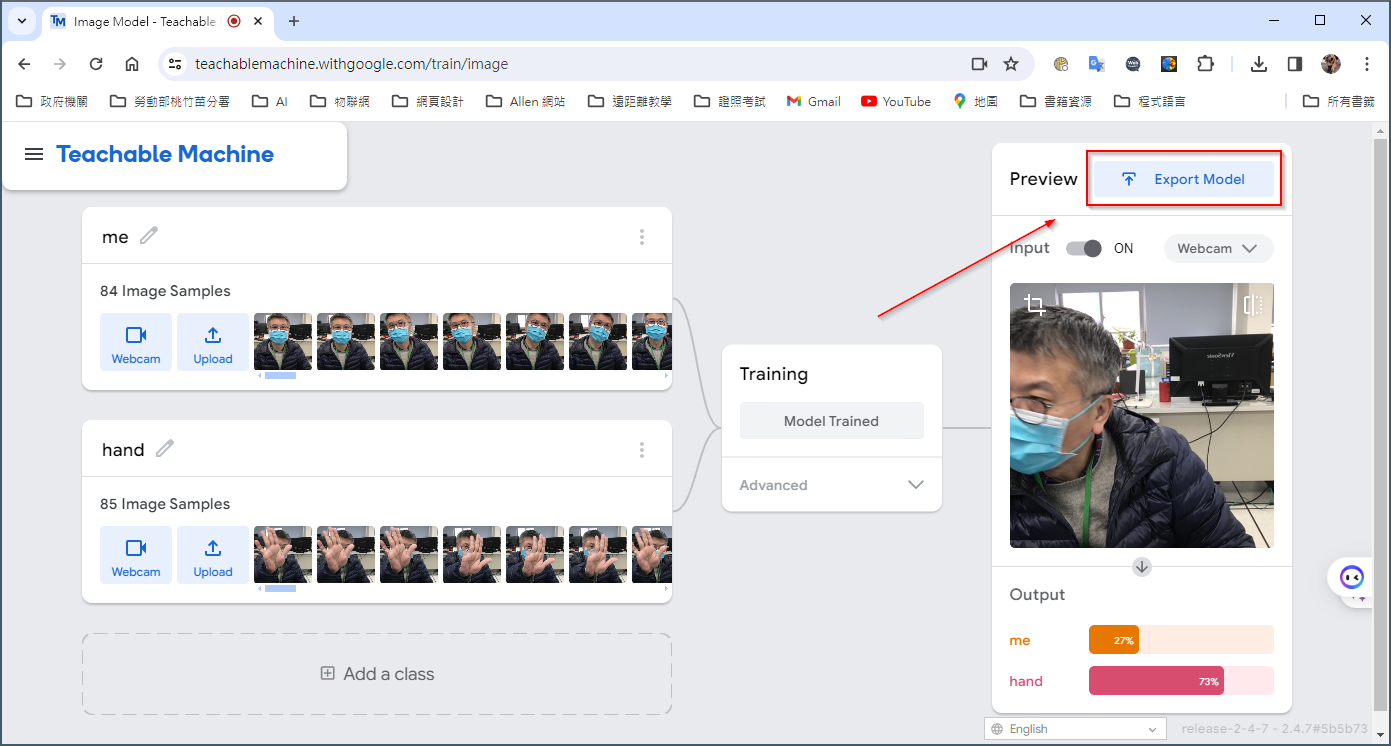 Image Model - Teachable
teachablemachine.withgoogle.com/train/image
政府機關 勞動部桃竹苗分署 AI 物聯網 網頁設計 Allen 網站 遠距離教學 證照考試 Gmail YouTube 地圖 書籍資源 程式語言 所有書籤
Teachable Machine
me
84 Image Samples
Webcam Upload
hand
85 Image Samples
Webcam Upload
Add a class
Training
Model Trained
Advanced
Preview Export Model
Input ON Webcam
Output
me 27%
hand 73%
English
release-2-4-7 - 2.4.7#5b5b73